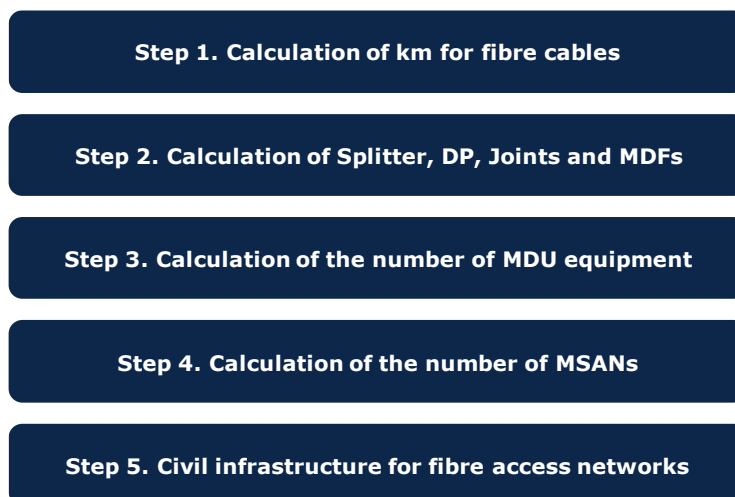 Step 1. Calculation of km for fibre cables
Step 2. Calculation of Splitter, DP, Joints and MDFs
Step 3. Calculation of the number of MDU equipment
Step 4. Calculation of the number of MSANs
Step 5. Civil infrastructure for fibre access networks